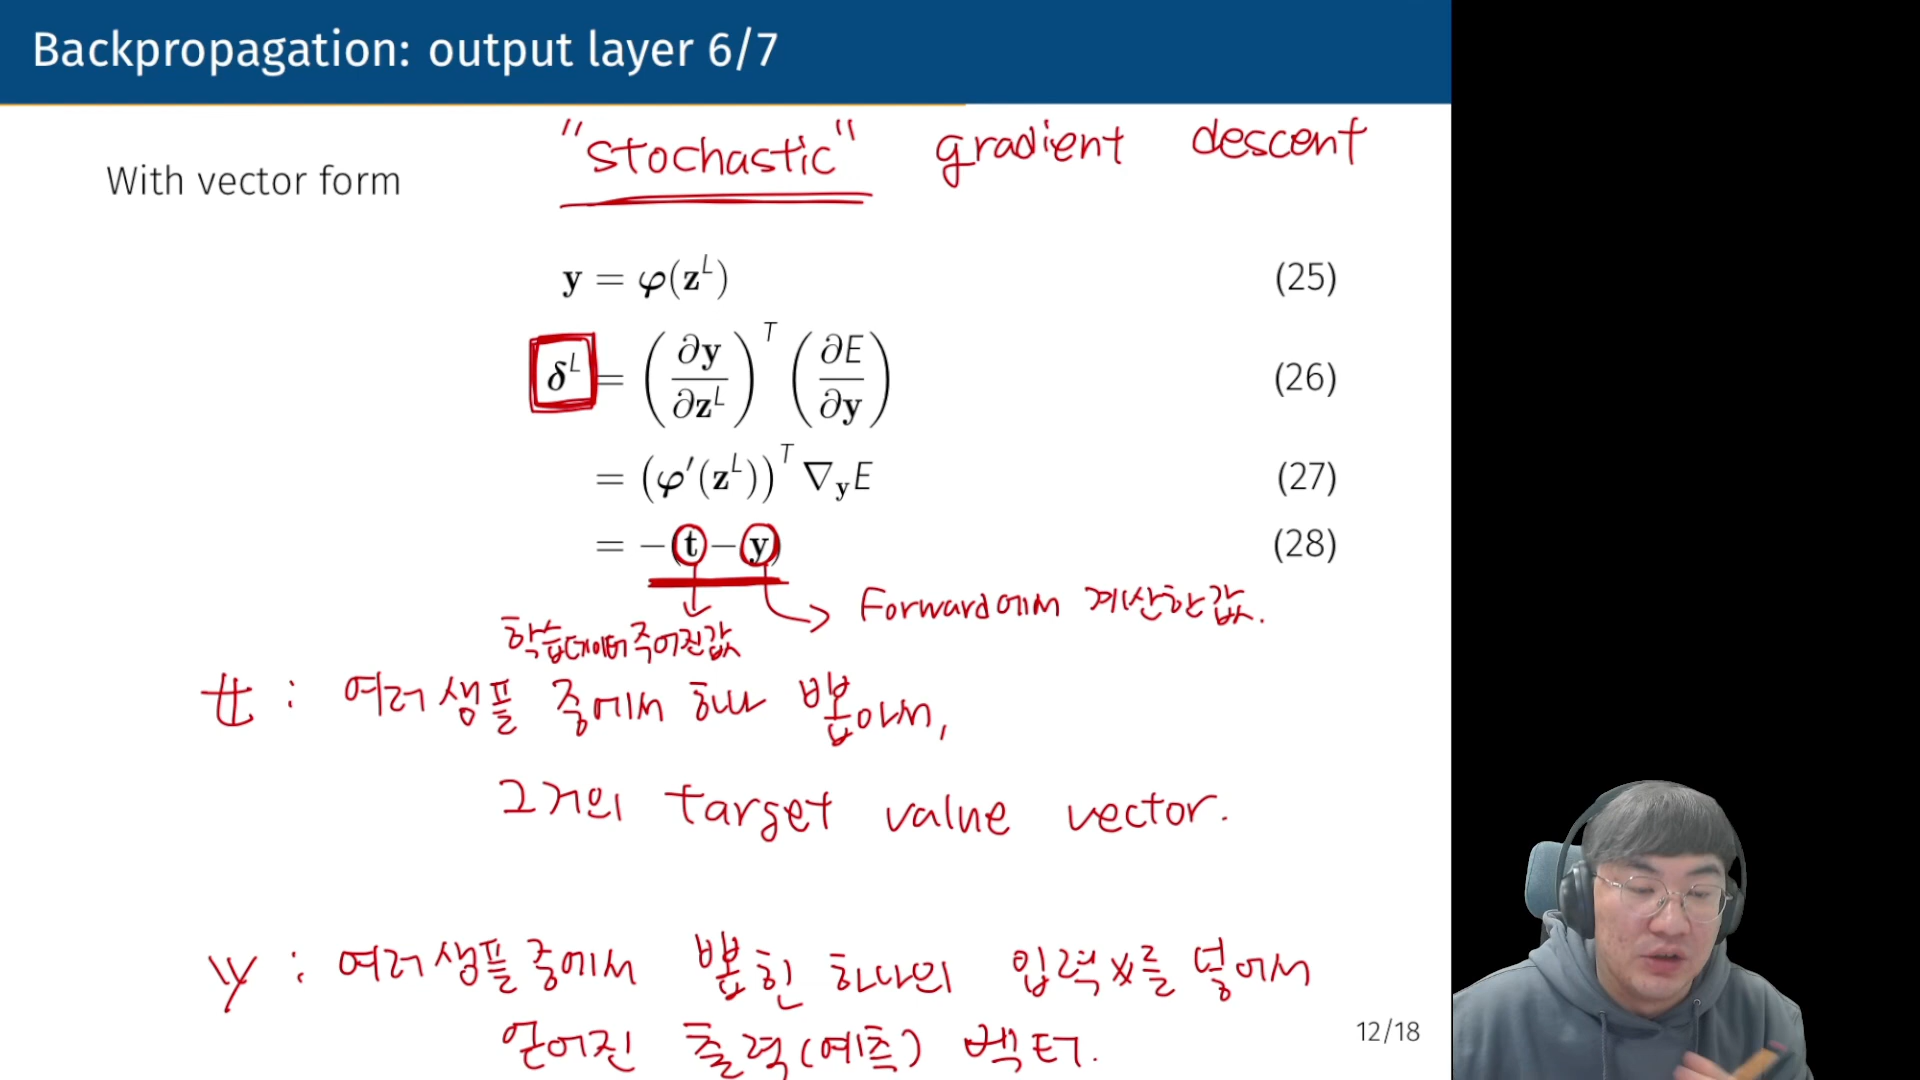 Backpropagation: output layer 6/7
"stochastic" gradient descent
With vector form
y = φ(z^L) (25)
δ^L = (∂y/∂z^L)^T (∂E/∂y) (26)
= (φ′(z^L))^T ∇_y E (27)
= −(t−y) (28)
Forward에서 계산한 값.
학습데이터 주어진 값
t : 여러 샘플 중에서 하나 뽑아서,
그거의 target value vector.
y : 여러 샘플 중에서 뽑힌 하나의 입력 x를 넣어서
얻어진 출력(예측) 벡터.
12/18